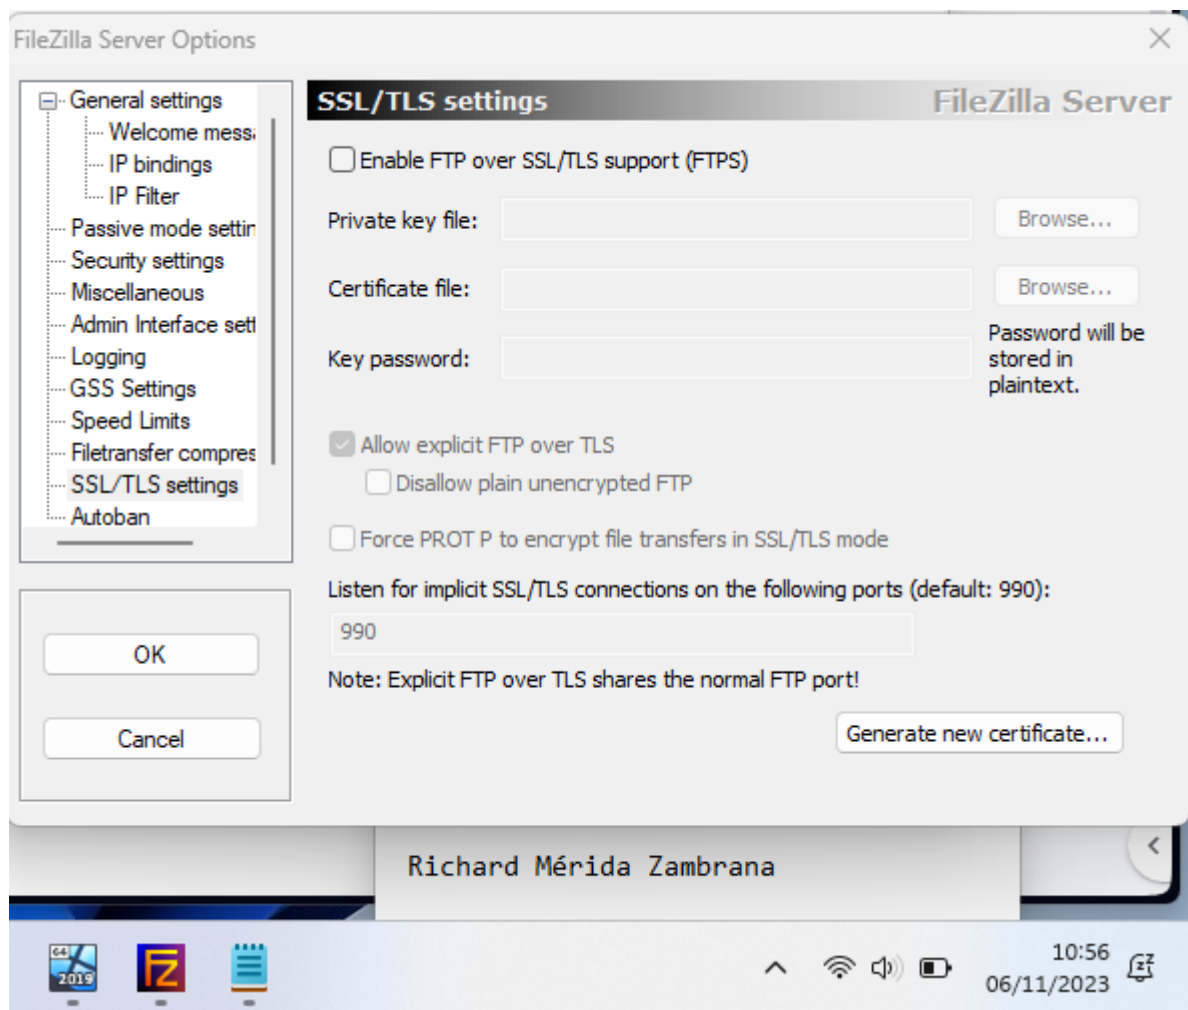 FileZilla Server Options
General settings
Welcome messa
IP bindings
IP Filter
Passive mode settin
Security settings
Miscellaneous
Admin Interface sett
Logging
GSS Settings
Speed Limits
Filetransfer compres
SSL/TLS settings
Autoban
OK
Cancel
SSL/TLS settings
FileZilla Server
Enable FTP over SSL/TLS support (FTPS)
Private key file:
Browse...
Certificate file:
Browse...
Key password:
Password will be
stored in
plaintext.
Allow explicit FTP over TLS
Disallow plain unencrypted FTP
Force PROT P to encrypt file transfers in SSL/TLS mode
Listen for implicit SSL/TLS connections on the following ports (default: 990):
990
Note: Explicit FTP over TLS shares the normal FTP port!
Generate new certificate...
Richard Mérida Zambrana
64
2019
FZ
10:56
06/11/2023